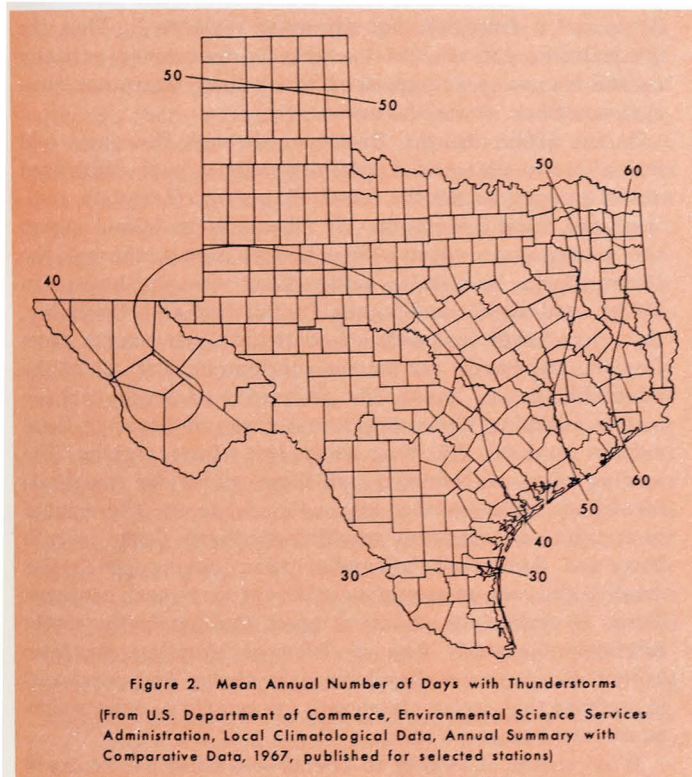 50
50
50
60
40
60
50
40
30
30
Figure 2. Mean Annual Number of Days with Thunderstorms
(From U.S. Department of Commerce, Environmental Science Services
Administration, Local Climatological Data, Annual Summary with
Comparative Data, 1967, published for selected stations)